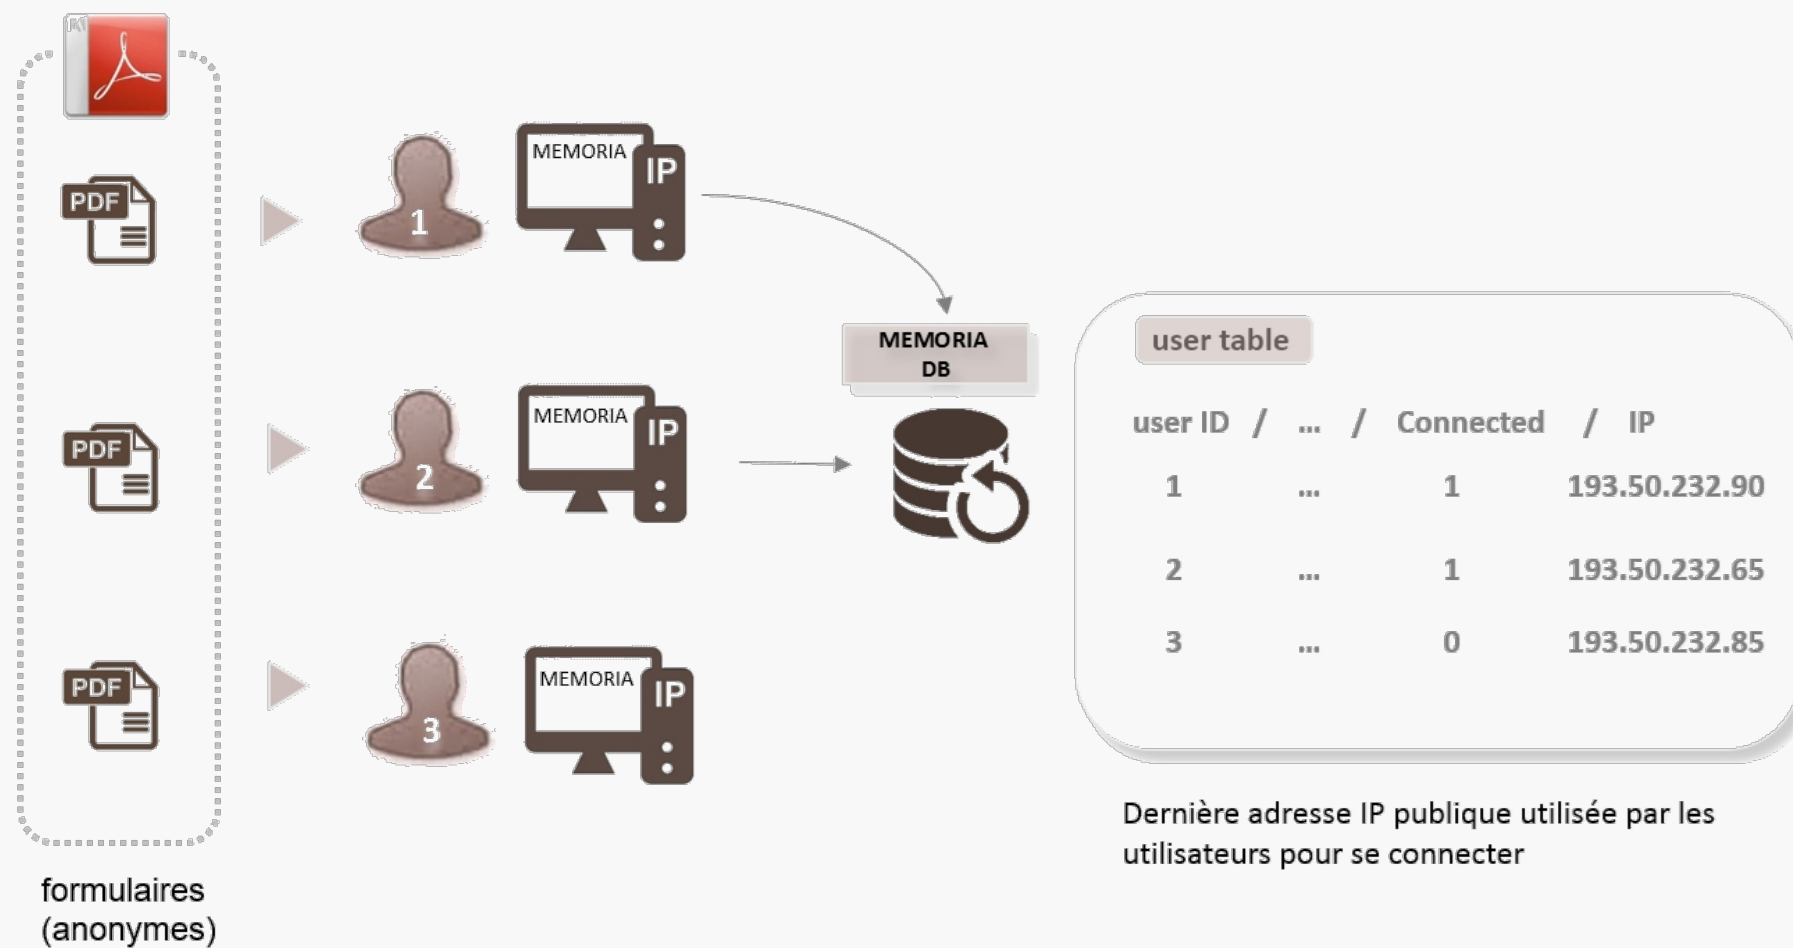 PDF
PDF
PDF
formulaires
(anonymes)
1
MEMORIA
IP
2
MEMORIA
IP
3
MEMORIA
IP
MEMORIA
DB
user table
user ID / ... / Connected / IP
1 ... 1 193.50.232.90
2 ... 1 193.50.232.65
3 ... 0 193.50.232.85
Dernière adresse IP publique utilisée par les
utilisateurs pour se connecter